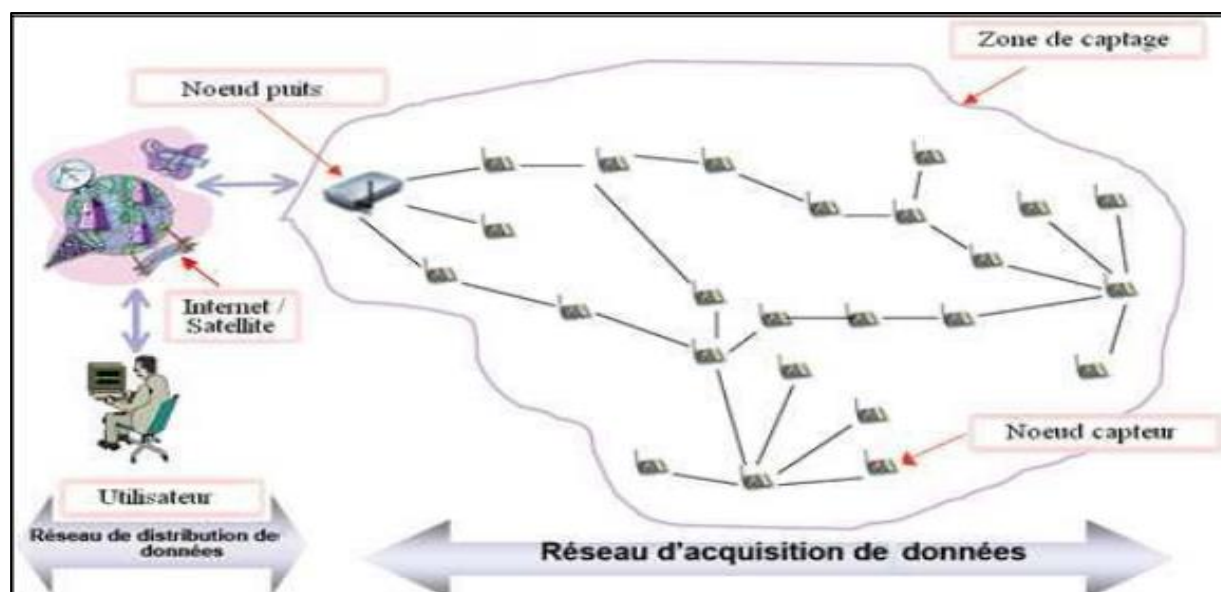 Zone de captage
Noeud puits
Internet /
Satellite
Noeud capteur
Utilisateur
Réseau de distribution de
données
Réseau d'acquisition de données